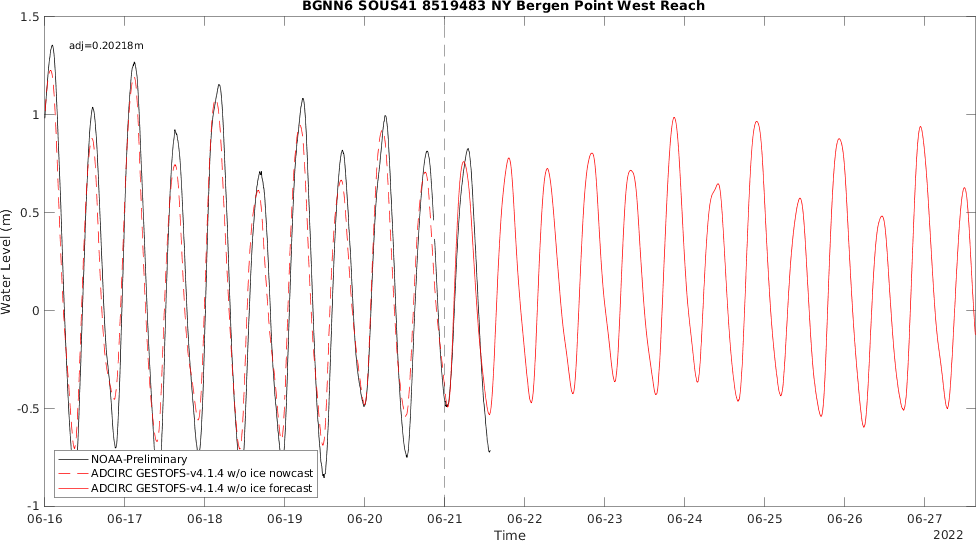 BGNN6 SOUS41 8519483 NY Bergen Point West Reach
adj=0.20218m
1.5
1
0.5
0
-0.5
-1
Water Level (m)
NOAA-Preliminary
ADCIRC GESTOFS-v4.1.4 w/o ice nowcast
ADCIRC GESTOFS-v4.1.4 w/o ice forecast
06-16 06-17 06-18 06-19 06-20 06-21 06-22 06-23 06-24 06-25 06-26 06-27
Time
2022